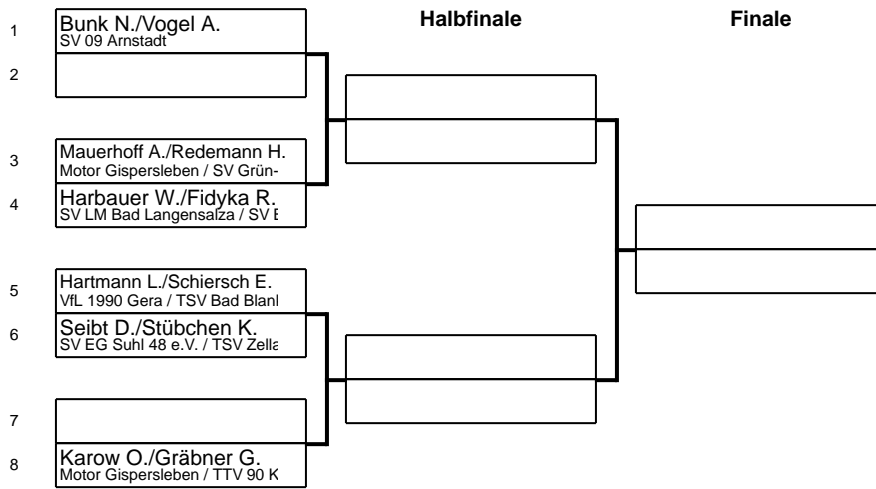 Halbfinale Finale
1 Bunk N./Vogel A.
SV 09 Arnstadt
2
3 Mauerhoff A./Redemann H.
Motor Gispersleben / SV Grün-
4 Harbauer W./Fidyka R.
SV LM Bad Langensalza / SV
5 Hartmann L./Schiersch E.
VfL 1990 Gera / TSV Bad
6 Seibt D./Stübchen K.
SV EG Suhl 48 e.V. / TSV
7
8 Karow O./Gräbner G.
Motor Gispersleben / TTV 90 K